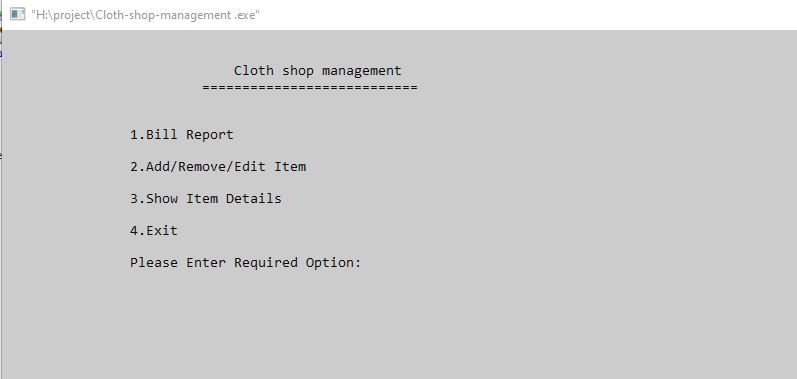 "H:\project\Cloth-shop-management .exe"
Cloth shop management
===========================
1.Bill Report
2.Add/Remove/Edit Item
3.Show Item Details
4.Exit
Please Enter Required Option: